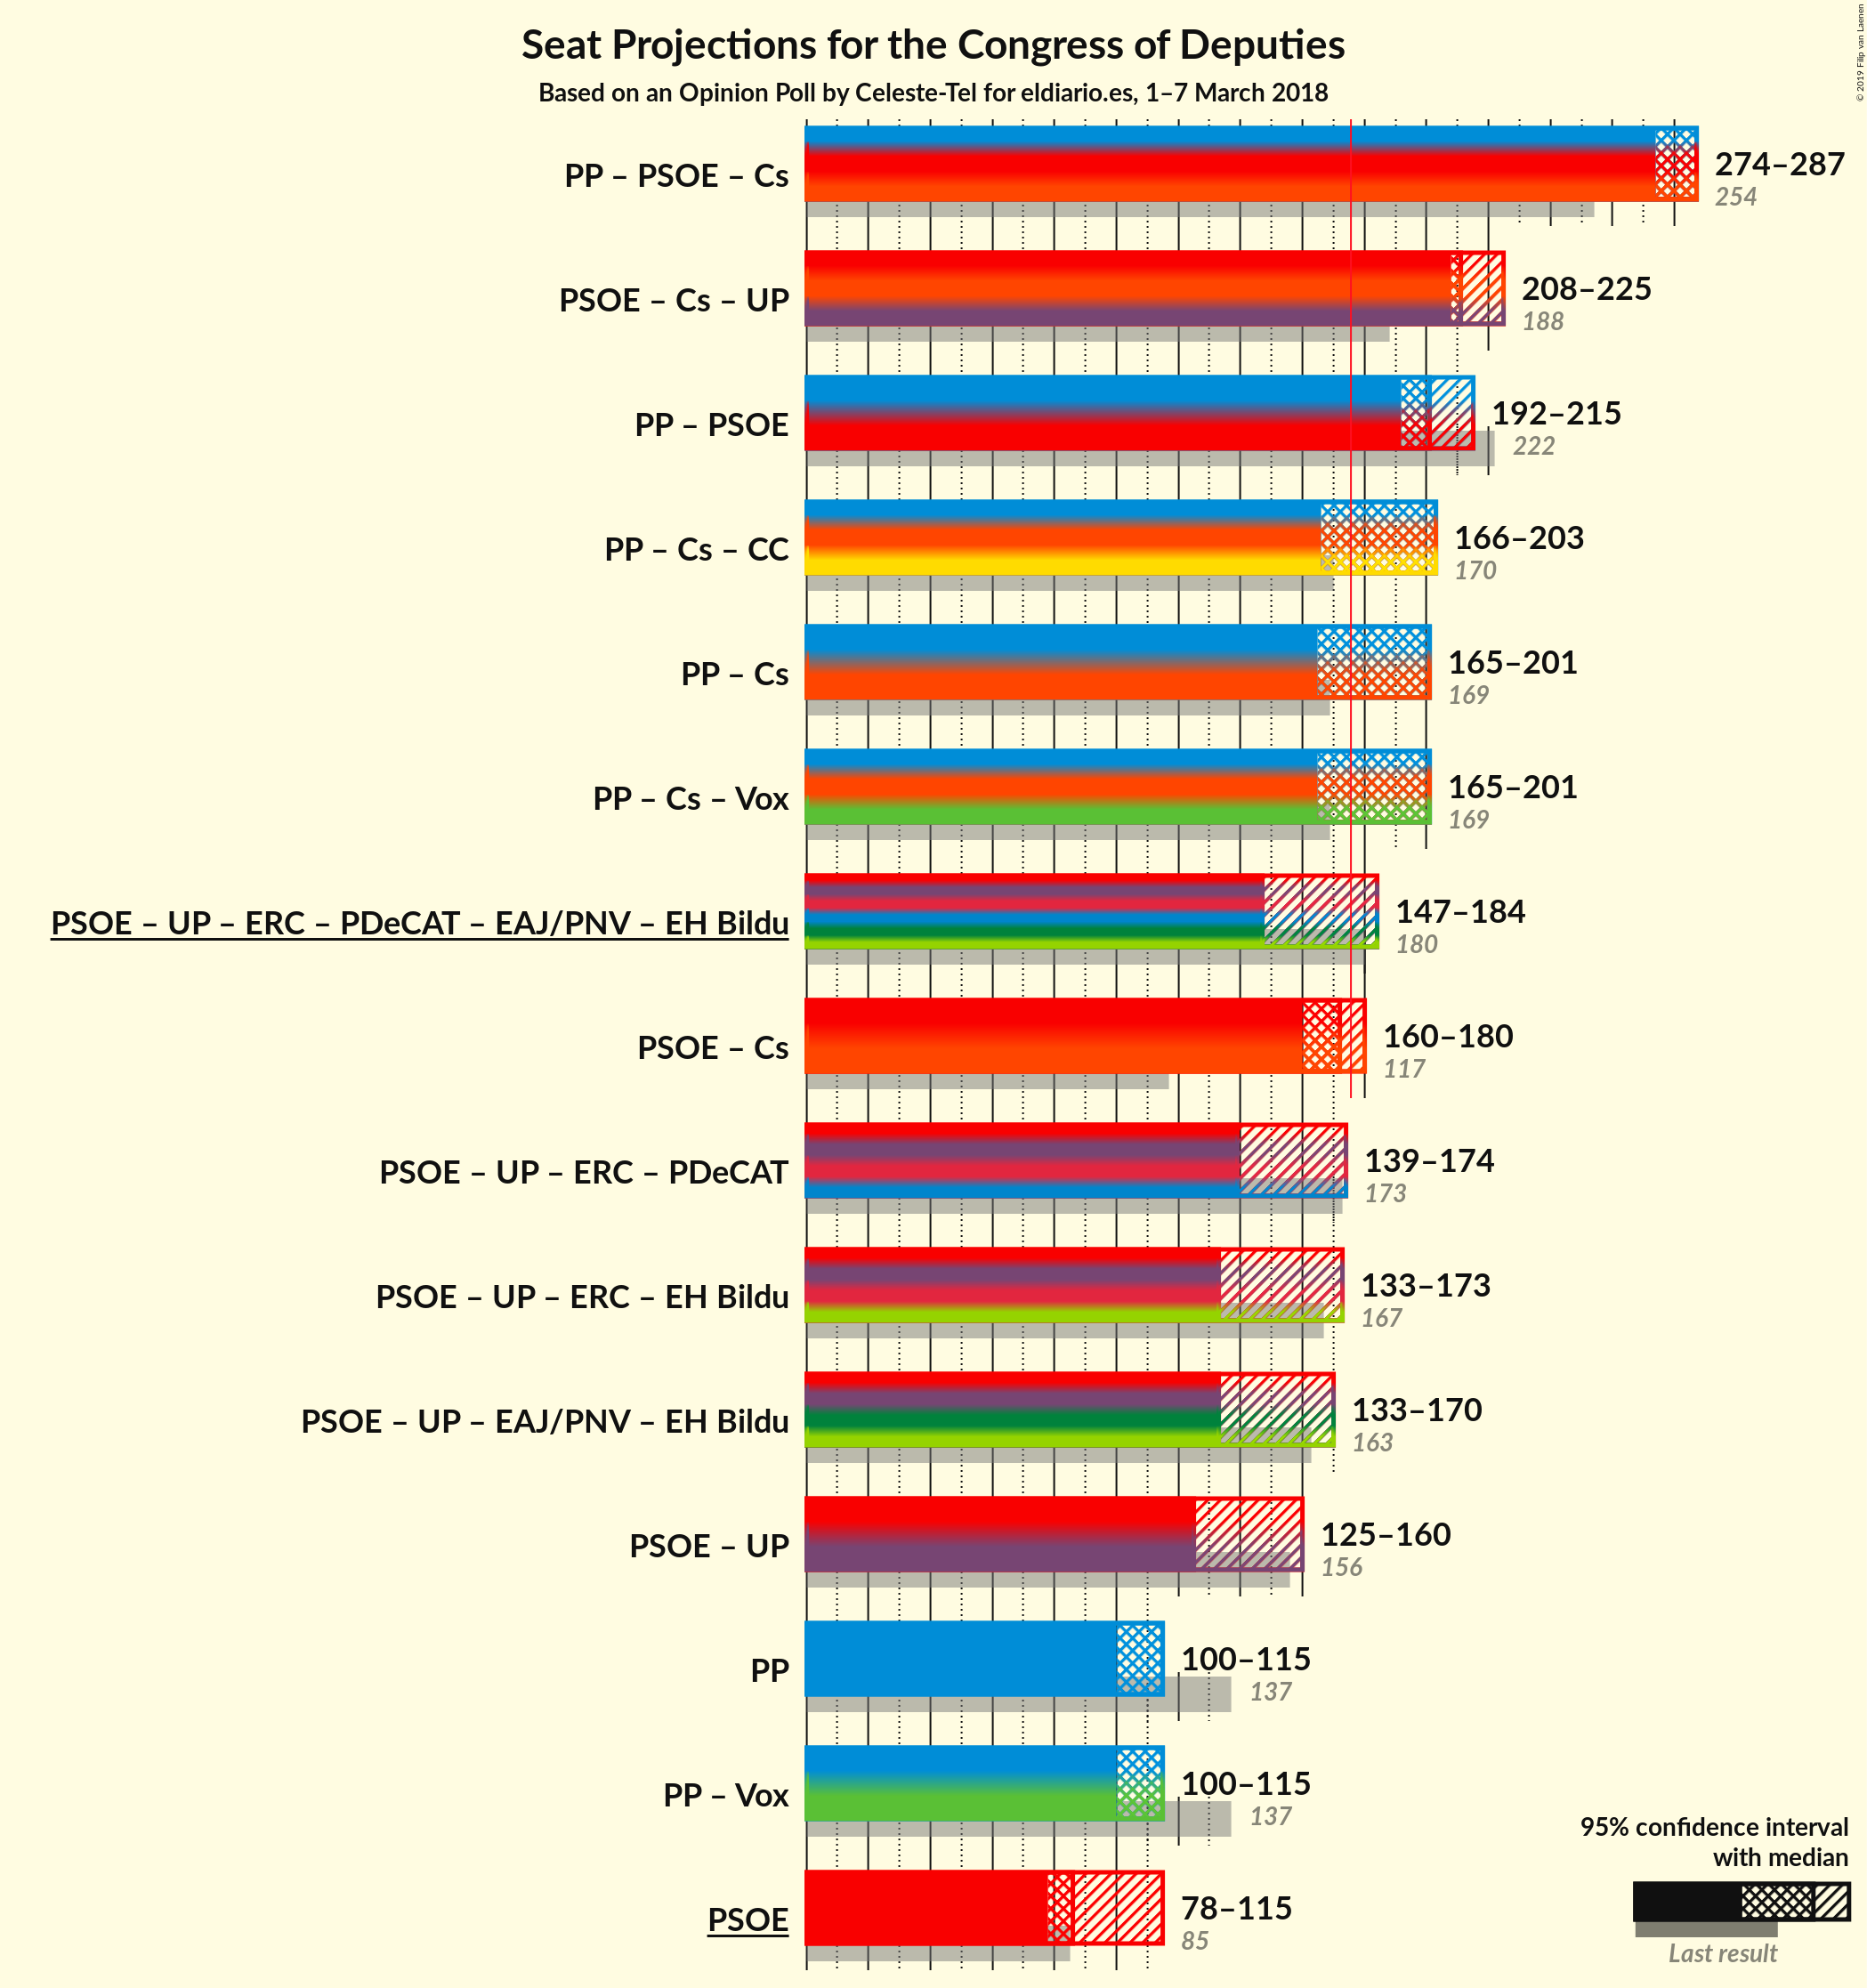 Seat Projections for the Congress of Deputies
Based on an Opinion Poll by Celeste-Tel for eldiario.es, 1–7 March 2018
© 2019 Filip van Laenen
PP – PSOE – Cs
274–287
254
PSOE – Cs – UP
208–225
188
PP – PSOE
192–215
222
PP – Cs – CC
166–203
170
PP – Cs
165–201
169
PP – Cs – Vox
165–201
169
PSOE – UP – ERC – PDeCAT – EAJ/PNV – EH Bildu
147–184
180
PSOE – Cs
160–180
117
PSOE – UP – ERC – PDeCAT
139–174
173
PSOE – UP – ERC – EH Bildu
133–173
167
PSOE – UP – EAJ/PNV – EH Bildu
133–170
163
PSOE – UP
125–160
156
PP
100–115
137
PP – Vox
100–115
137
PSOE
78–115
85
95% confidence interval
with median
Last result